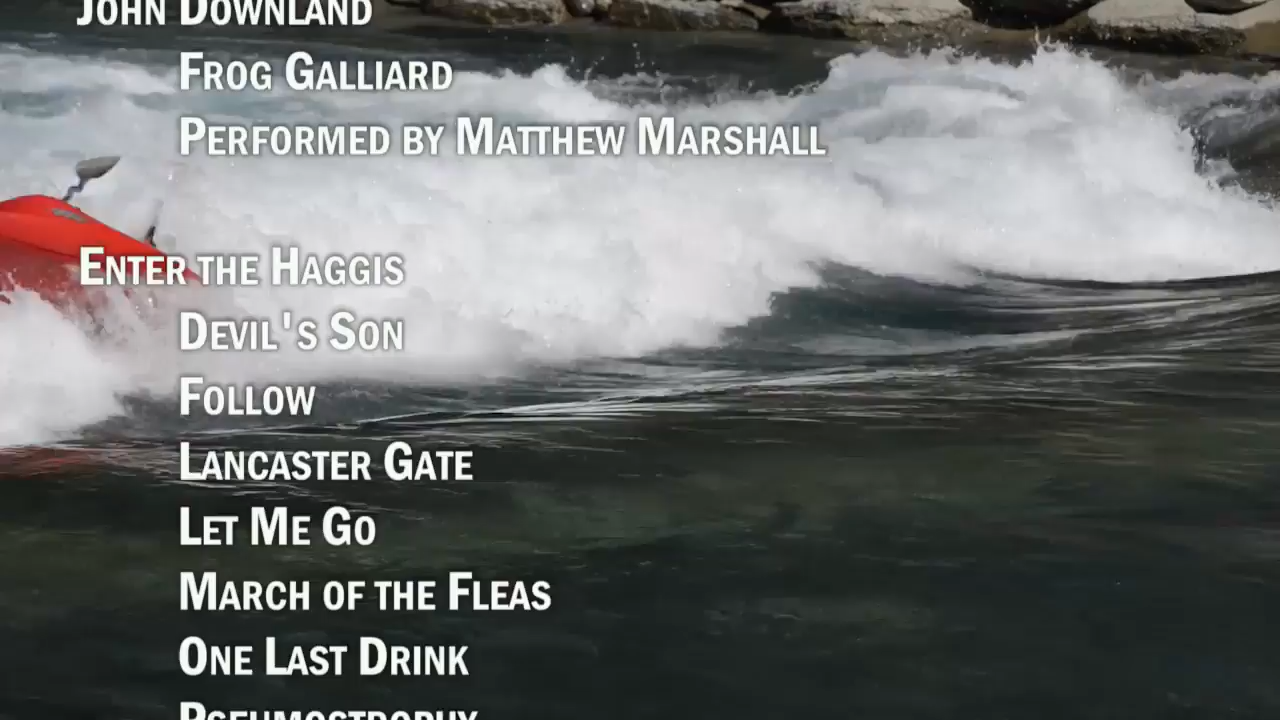 JOHN DOWNLAND
FROG GALLIARD
PERFORMED BY MATTHEW MARSHALL
ENTER THE HAGGIS
DEVIL'S SON
FOLLOW
LANCASTER GATE
LET ME GO
MARCH OF THE FLEAS
ONE LAST DRINK